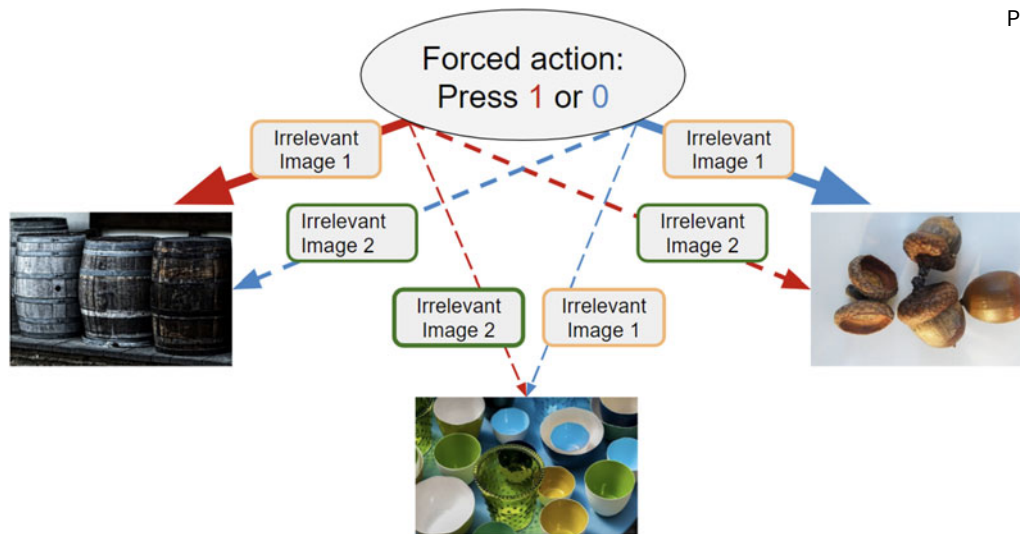 P
Forced action:
Press 1 or 0
Irrelevant
Image 1
Irrelevant
Image 1
Irrelevant
Image 2
Irrelevant
Image 2
Irrelevant
Image 2
Irrelevant
Image 1